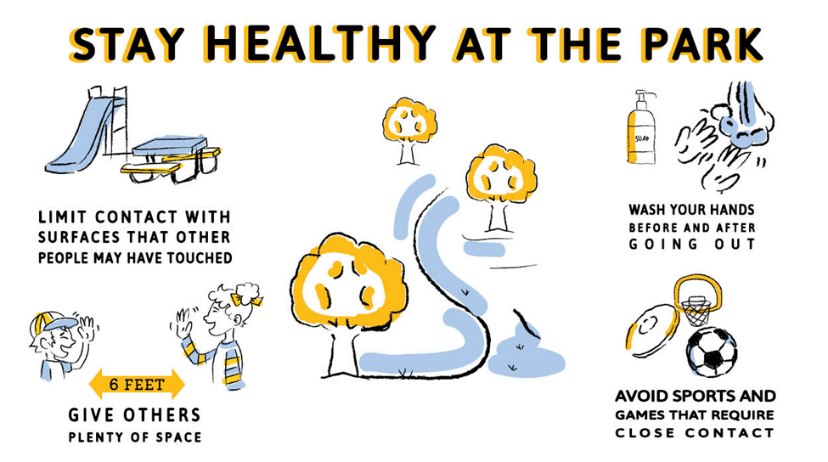 STAY HEALTHY AT THE PARK
LIMIT CONTACT WITH
SURFACES THAT OTHER
PEOPLE MAY HAVE TOUCHED
6 FEET
GIVE OTHERS
PLENTY OF SPACE
SOAP
WASH YOUR HANDS
BEFORE AND AFTER
GOING OUT
AVOID SPORTS AND
GAMES THAT REQUIRE
CLOSE CONTACT